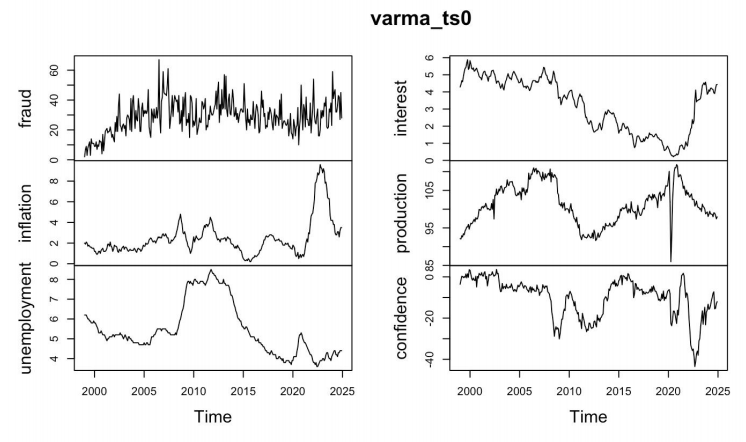 varma_ts0
fraud
0 20 40 60
inflation
0 2 4 6 8
unemployment
4 5 6 7 8
2000 2005 2010 2015 2020 2025
Time
interest
0 1 2 3 4 5 6
production
85 95 105
confidence
-40 -20 0
2000 2005 2010 2015 2020 2025
Time